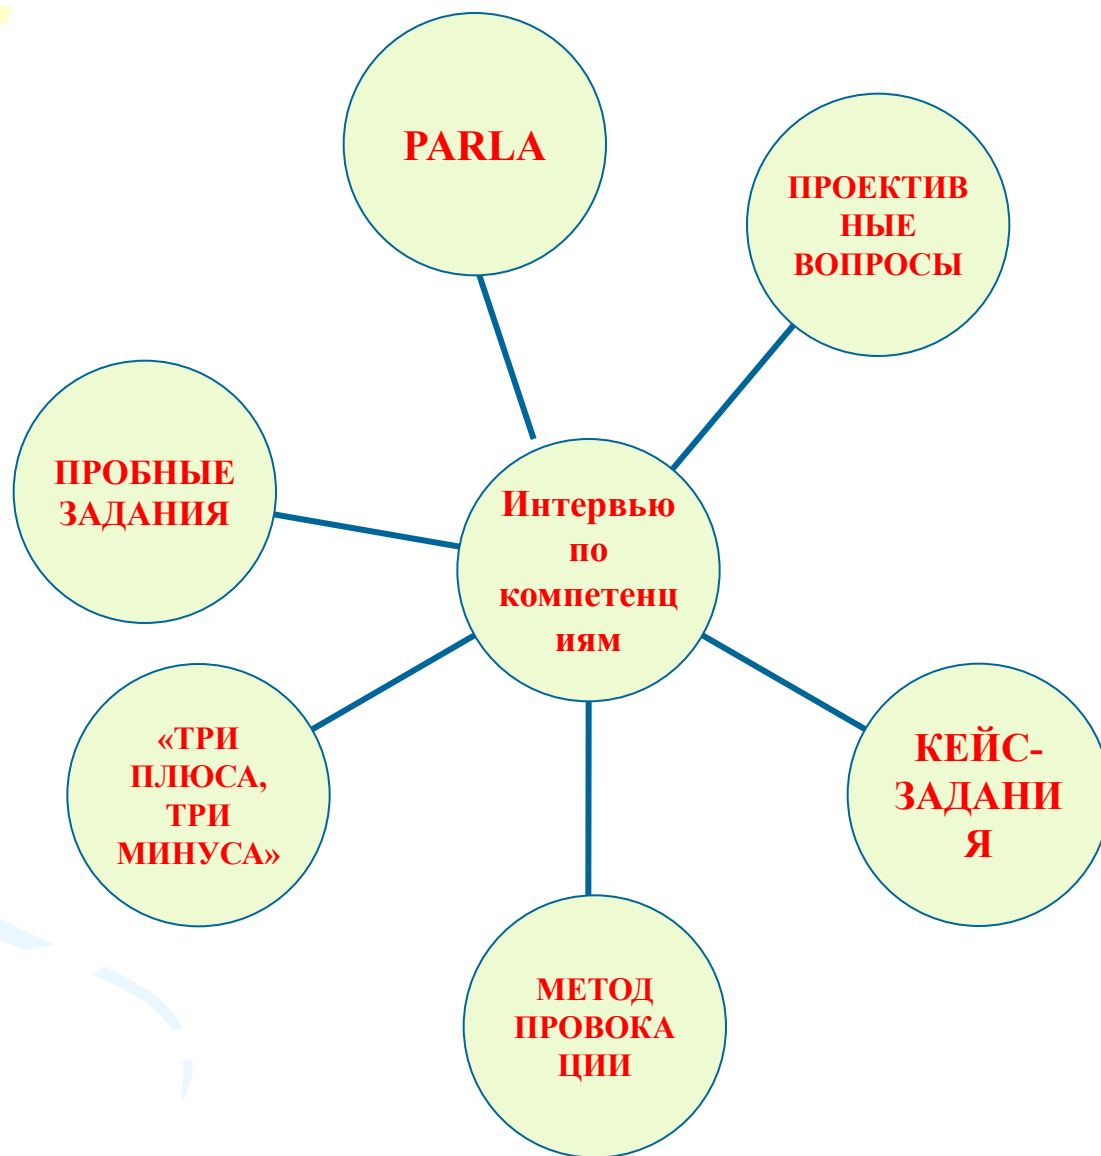 PARLA
ПРОЕКТИВ
НЫЕ
ВОПРОСЫ
ПРОБНЫЕ
ЗАДАНИЯ
Интервью
по
компетенц
иям
«ТРИ
ПЛЮСА,
ТРИ
МИНУСА»
КЕЙС-
ЗАДАНИ
Я
МЕТОД
ПРОВОКА
ЦИИ